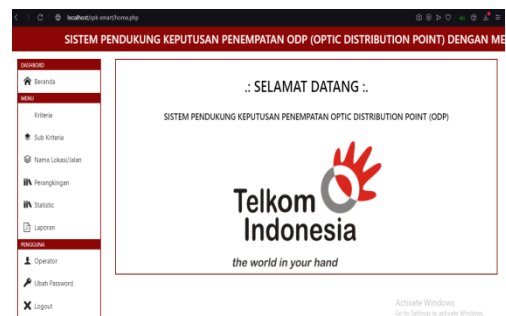 localhost/spk-smart/home.php
SISTEM PENDUKUNG KEPUTUSAN PENEMPATAN ODP (OPTIC DISTRIBUTION POINT) DENGAN ME
DASHBORD
Beranda
MENU
Kriteria
Sub Kriteria
Nama Lokasi/Jalan
Perangkingan
Statistic
Laporan
PENGGUNA
Operator
Ubah Password
Logout
.: SELAMAT DATANG :.
SISTEM PENDUKUNG KEPUTUSAN PENEMPATAN OPTIC DISTRIBUTION POINT (ODP)
Telkom
Indonesia
the world in your hand
Activate Windows
Go to Settings to activate Windows.